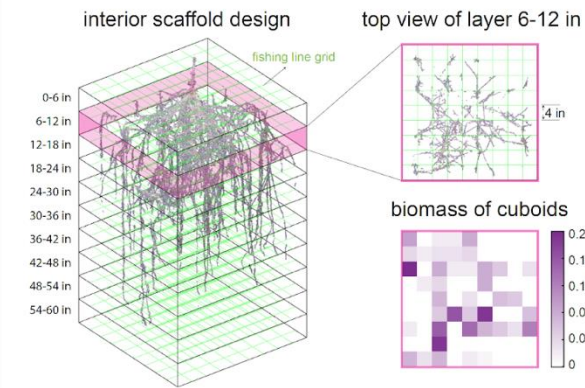 interior scaffold design
fishing line grid
0-6 in
6-12 in
12-18 in
18-24 in
24-30 in
30-36 in
36-42 in
42-48 in
48-54 in
54-60 in
top view of layer 6-12 in
4 in
biomass of cuboids
0